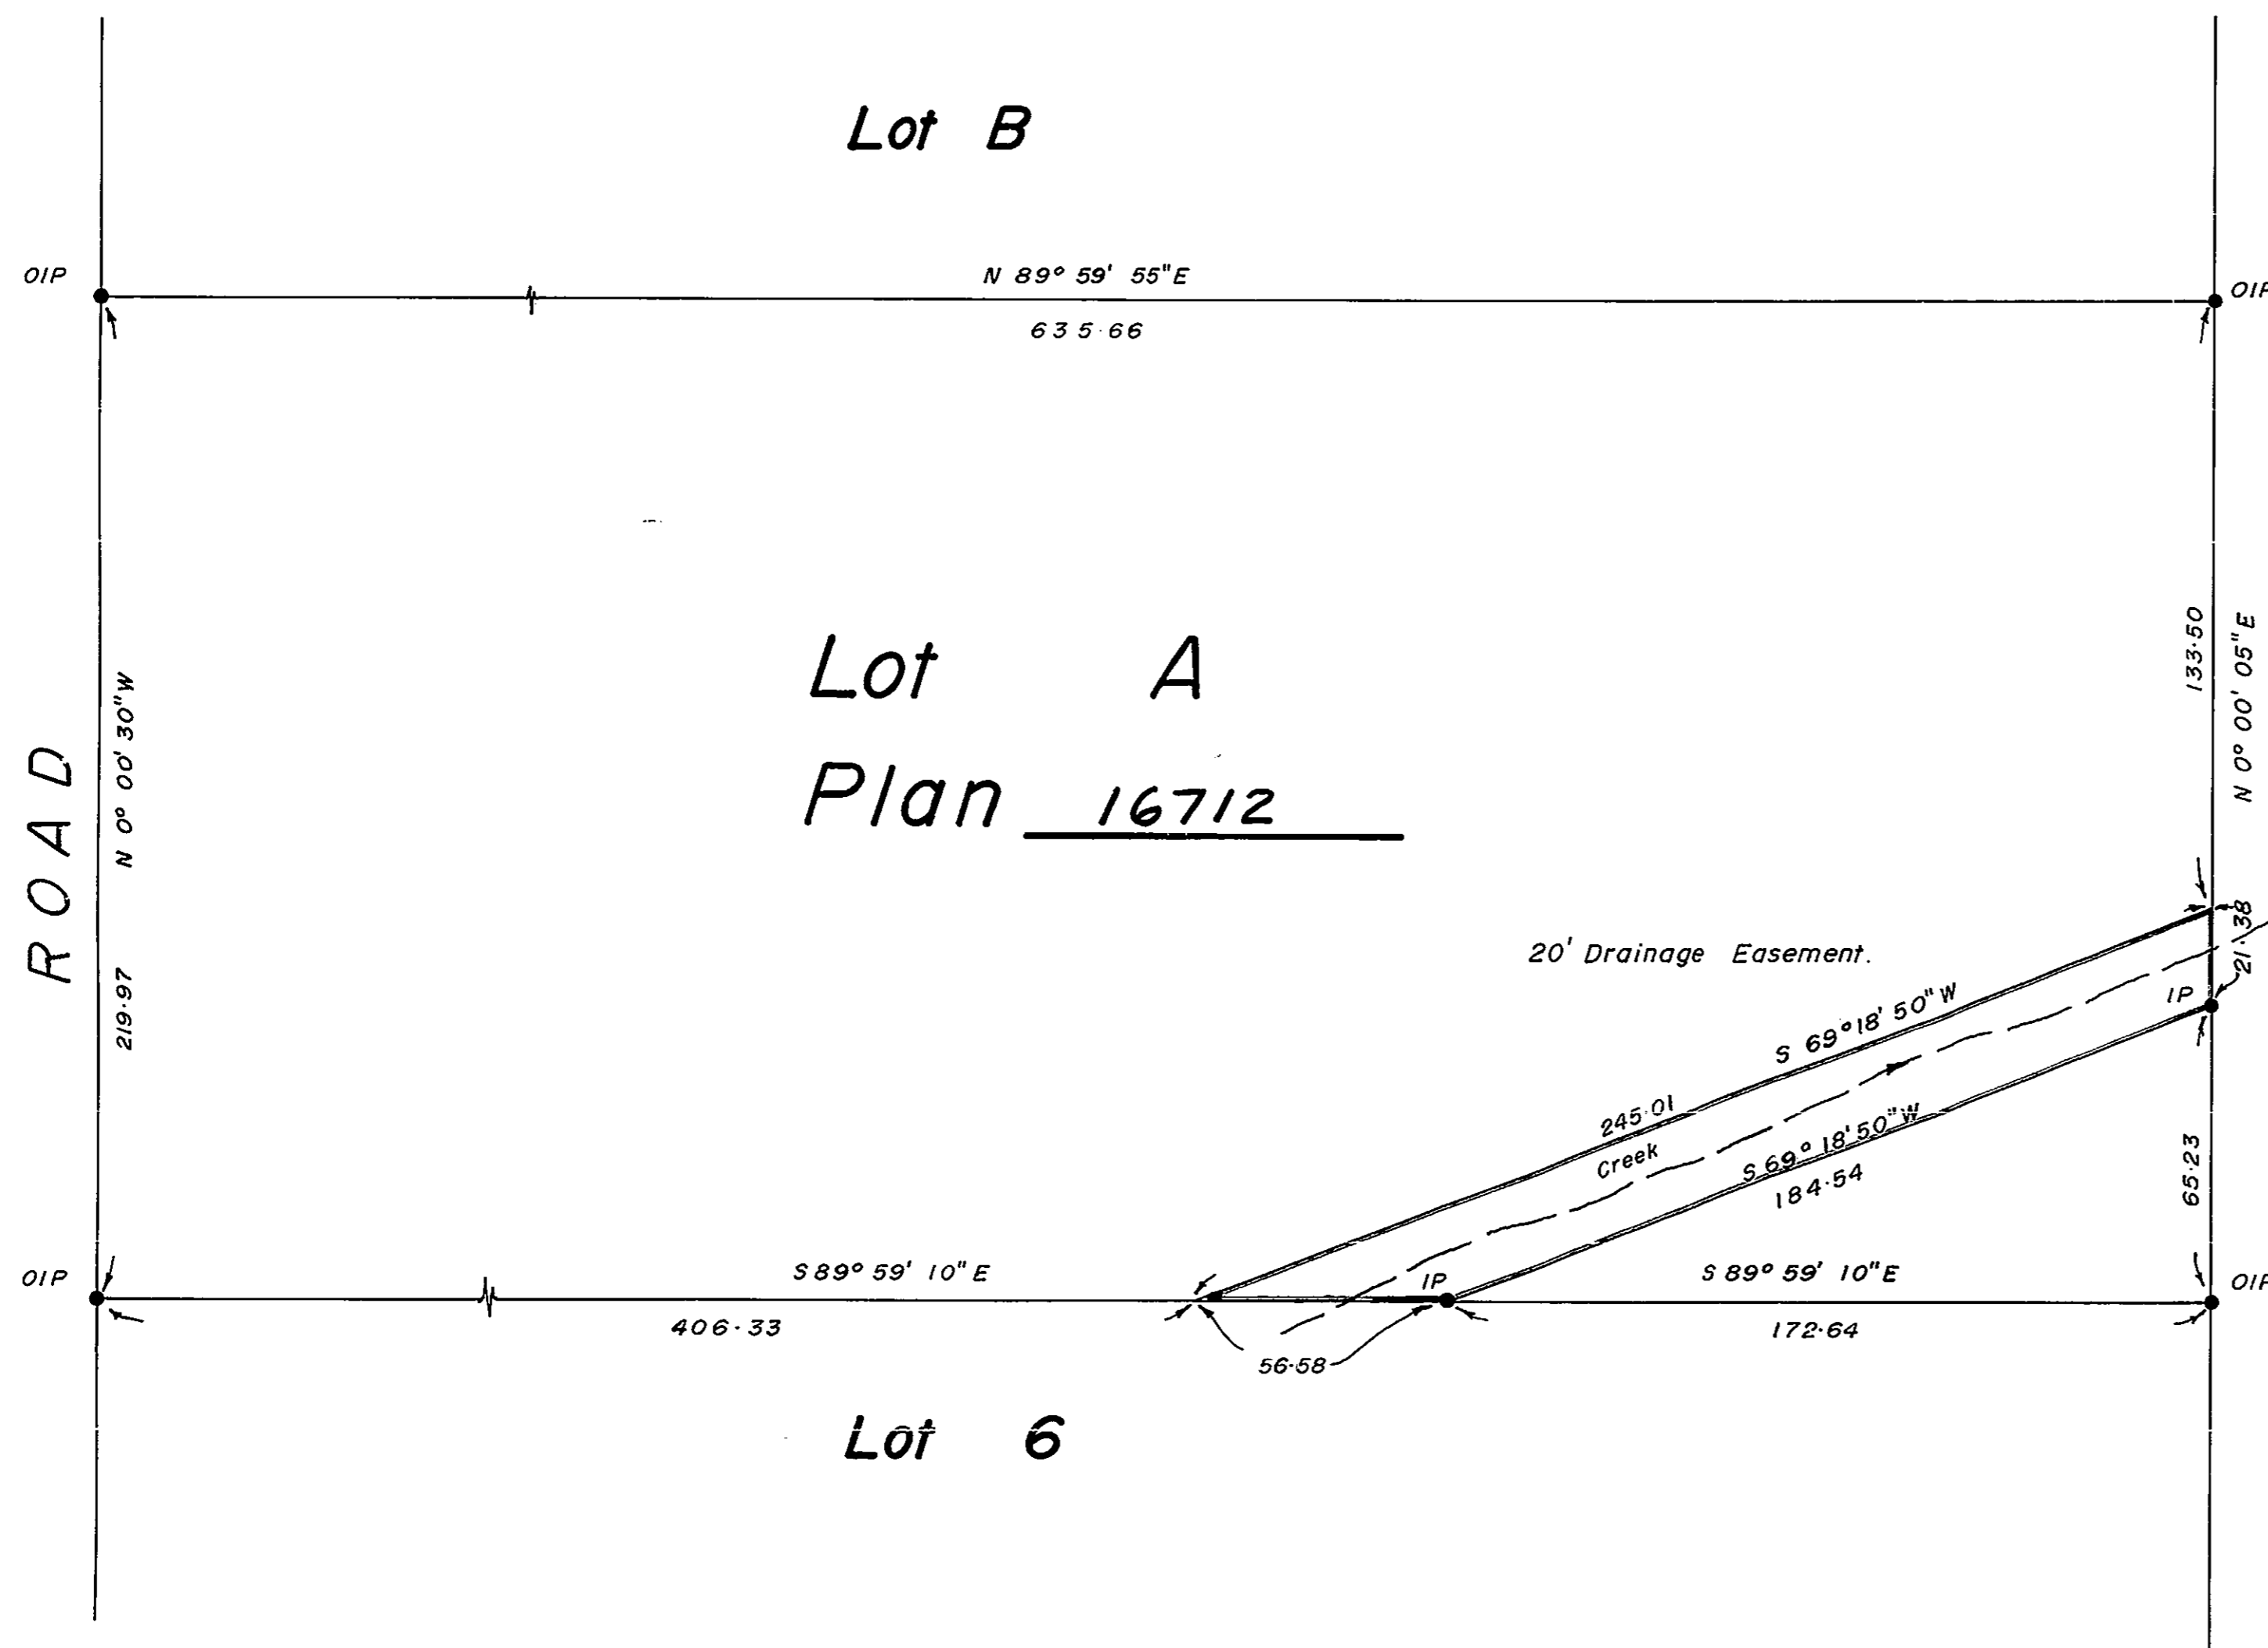 Lot B
OIP
N 89° 59' 55"E
OIP
635.66
Lot A
Plan 16712
ROAD
N 0° 00' 30"W
219.97
133.50
N 0° 00' 05"E
21.38
20' Drainage Easement.
IP
S 69° 18' 50"W
245.01
Creek
S 69° 18' 50"W
184.54
65.23
OIP
S 89° 59' 10"E
IP
S 89° 59' 10"E
OIP
406.33
172.64
56.58
Lot 6